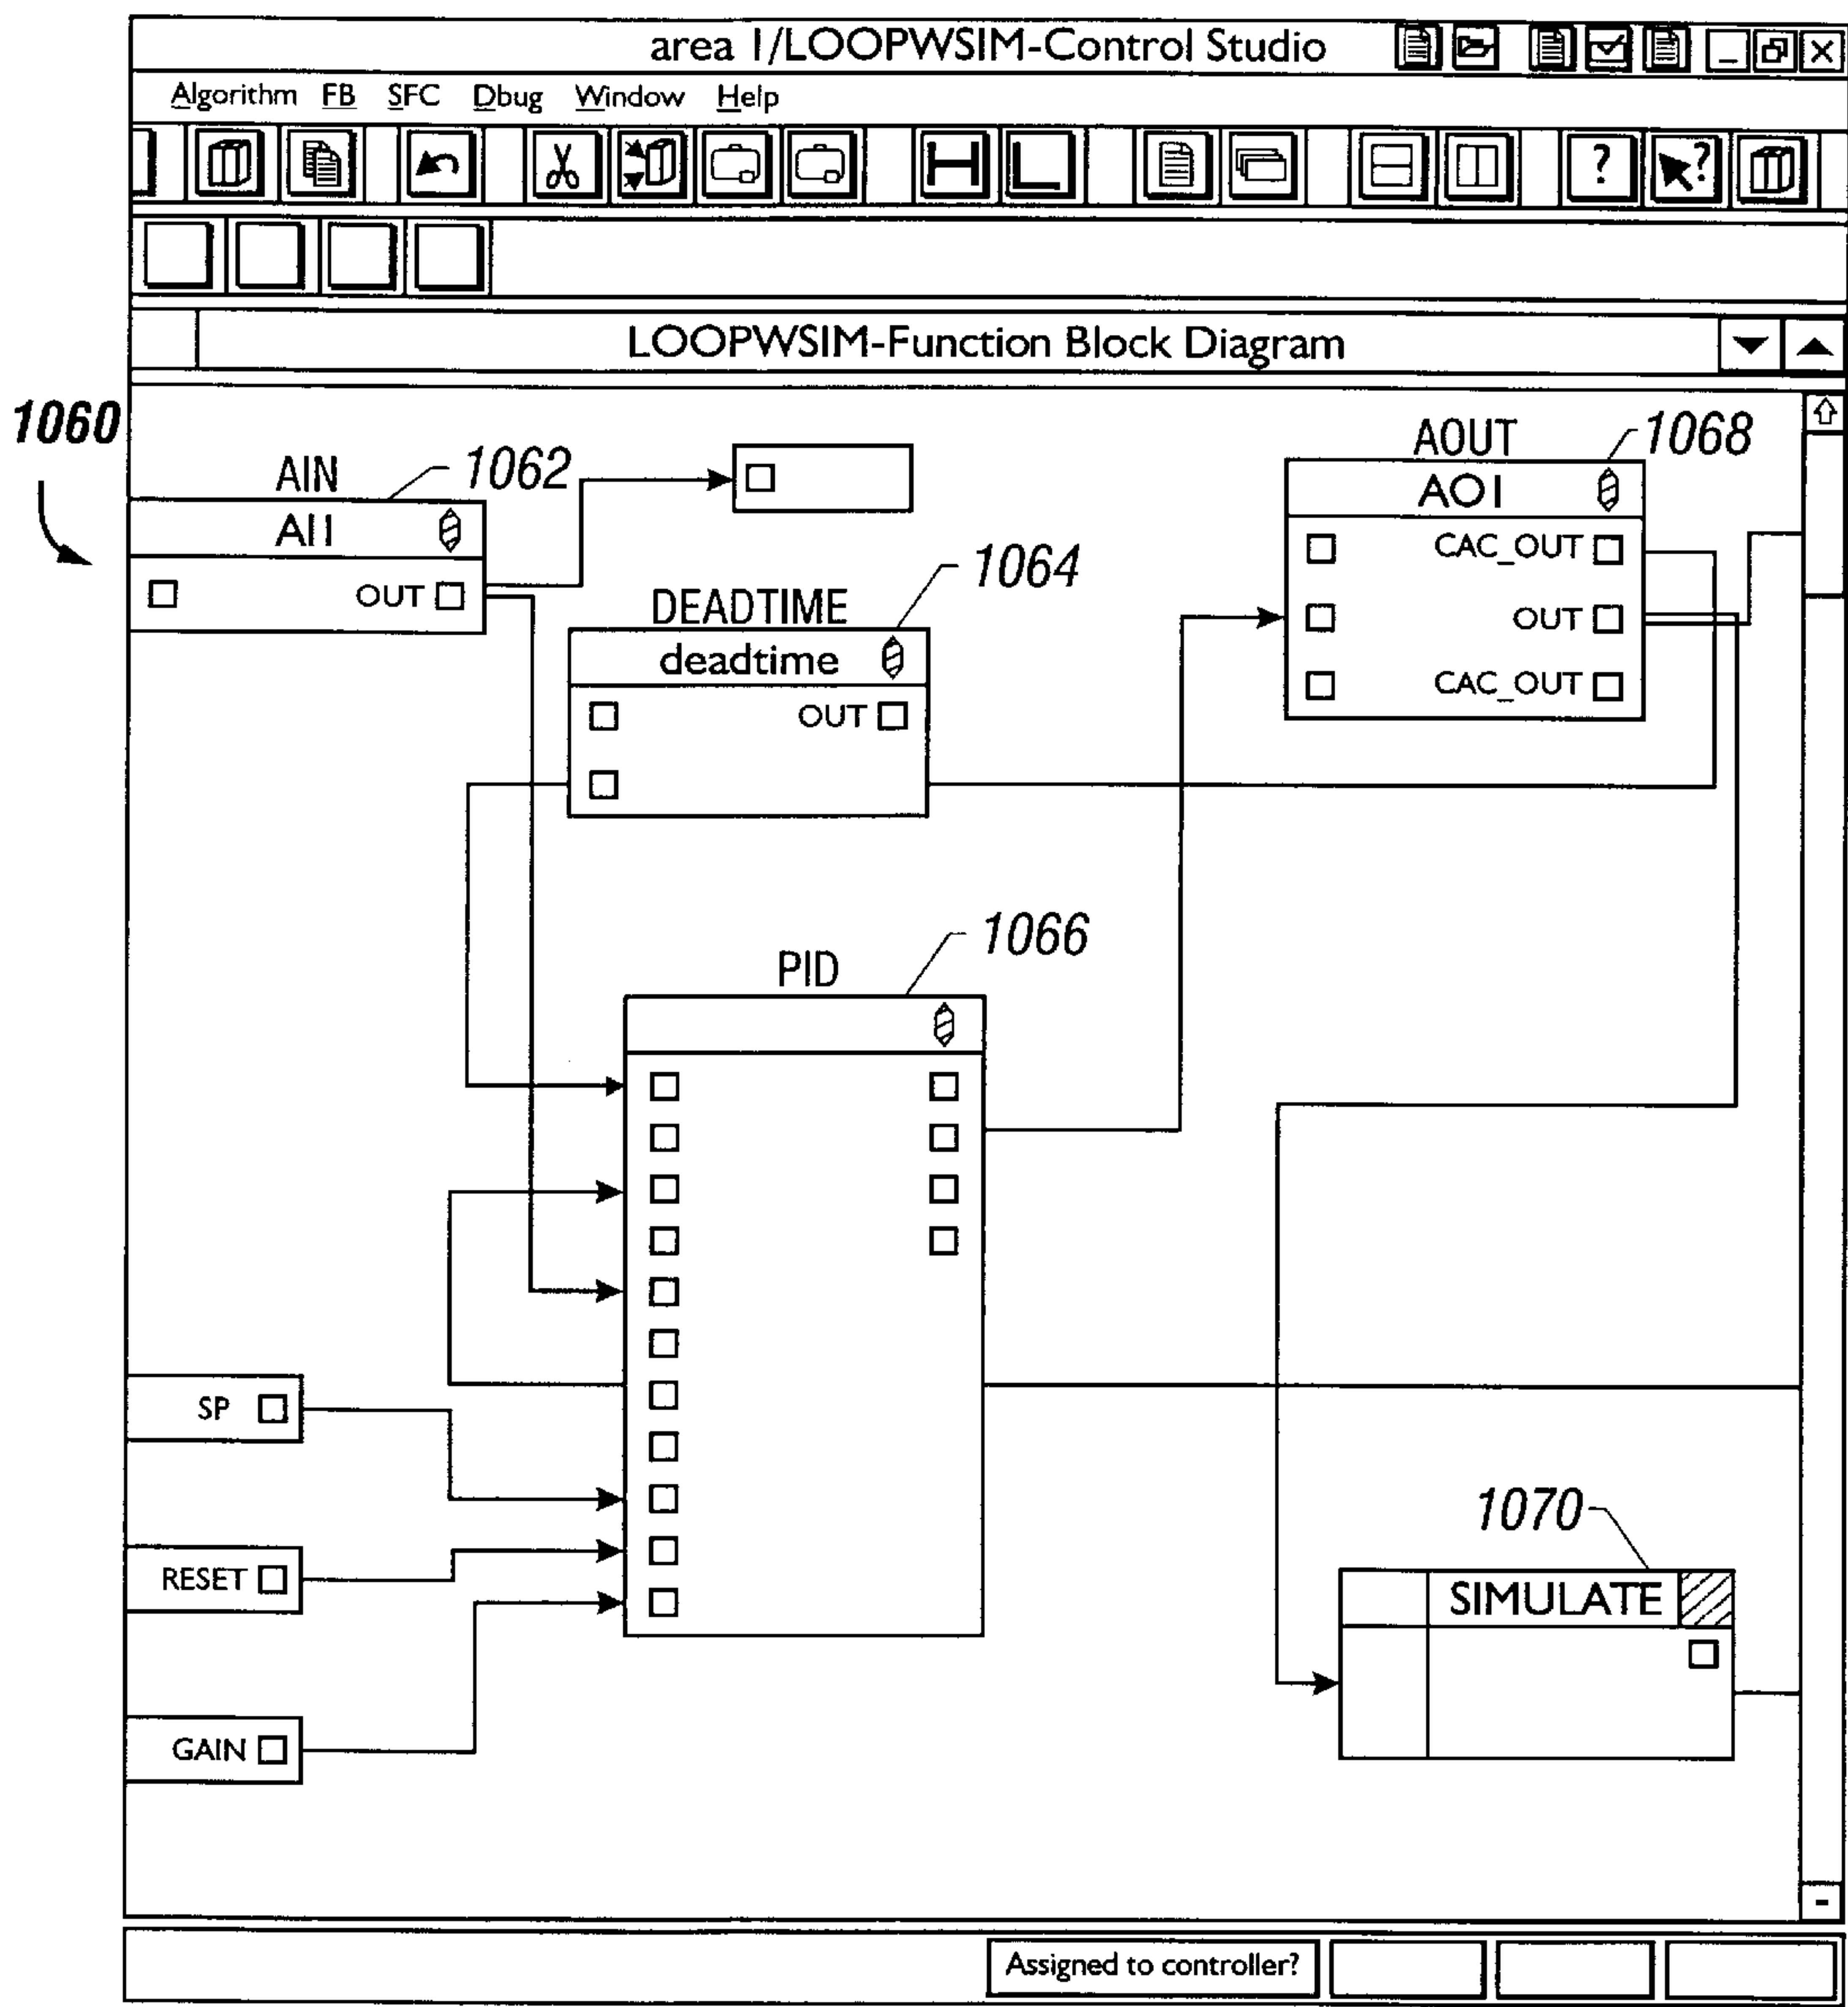 area 1/LOOPWSIM-Control Studio
Algorithm FB SFC Dbug Window Help
H L ? ?
LOOPWSIM-Function Block Diagram
1060
AIN
1062
AI1
OUT
AOUT
1068
AO1
CAC_OUT
OUT
CAC_OUT
DEADTIME
1064
deadtime
OUT
PID
1066
SP
RESET
GAIN
1070
SIMULATE
Assigned to controller?